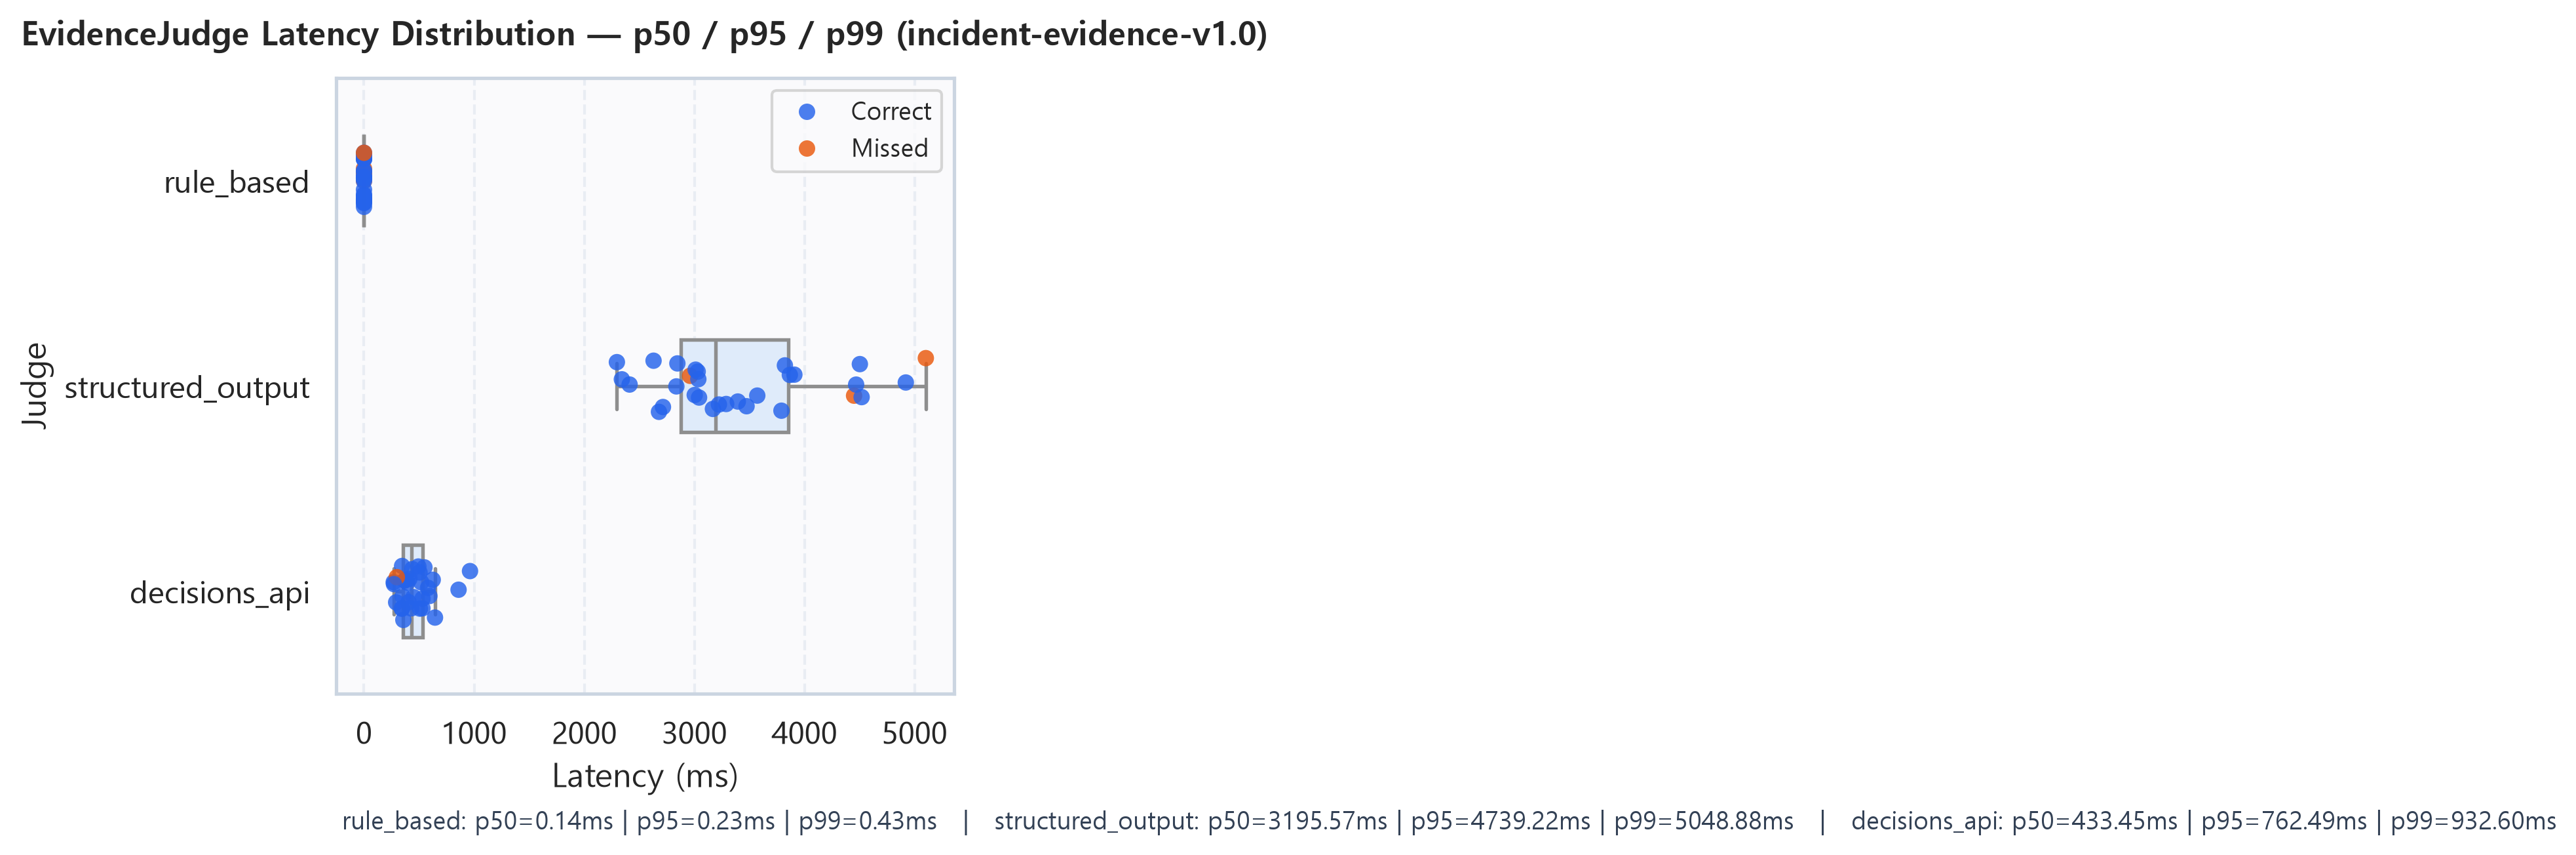 EvidenceJudge Latency Distribution — p50 / p95 / p99 (incident-evidence-v1.0)
Correct
Missed
rule_based
structured_output
decisions_api
Judge
0 1000 2000 3000 4000 5000
Latency (ms)
rule_based: p50=0.14ms | p95=0.23ms | p99=0.43ms | structured_output: p50=3195.57ms | p95=4739.22ms | p99=5048.88ms | decisions_api: p50=433.45ms | p95=762.49ms | p99=932.60ms